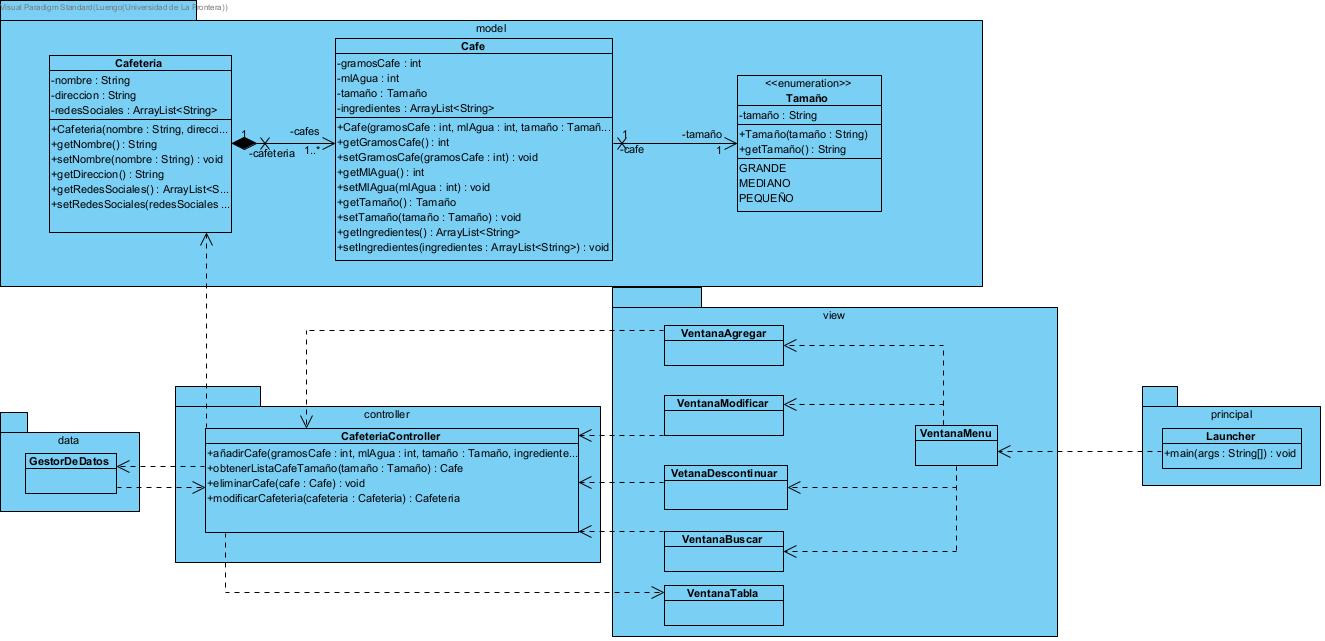 Visual Paradigm Standard(Luengo(Universidad de La Frontera))
model
Cafeteria
-nombre : String
-direccion : String
-redesSociales : ArrayList<String>
+Cafeteria(nombre : String, direcci...
+getNombre() : String
+setNombre(nombre : String) : void
+getDireccion() : String
+getRedesSociales() : ArrayList<S...
+setRedesSociales(redesSociales ...
1
-cafeteria
-cafes
1..*
Cafe
-gramosCafe : int
-mlAgua : int
-tamaño : Tamaño
-ingredientes : ArrayList<String>
+Cafe(gramosCafe : int, mlAgua : int, tamaño : Tamañ...
+getGramosCafe() : int
+setGramosCafe(gramosCafe : int) : void
+getMlAgua() : int
+setMlAgua(mlAgua : int) : void
+getTamaño() : Tamaño
+setTamaño(tamaño : Tamaño) : void
+getIngredientes() : ArrayList<String>
+setIngredientes(ingredientes : ArrayList<String>) : void
1
-cafe
-tamaño
1
<<enumeration>>
Tamaño
-tamaño : String
+Tamaño(tamaño : String)
+getTamaño() : String
GRANDE
MEDIANO
PEQUEÑO
data
GestorDeDatos
controller
CafeteriaController
+añadirCafe(gramosCafe : int, mlAgua : int, tamaño : Tamaño, ingrediente...
+obtenerListaCafeTamaño(tamaño : Tamaño) : Cafe
+eliminarCafe(cafe : Cafe) : void
+modificarCafeteria(cafeteria : Cafeteria) : Cafeteria
view
VentanaAgregar
VentanaModificar
VetanaDescontinuar
VentanaBuscar
VentanaTabla
VentanaMenu
principal
Launcher
+main(args : String[]) : void